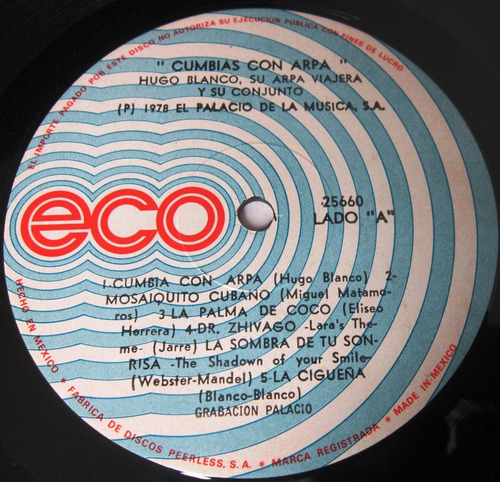 EL IMPORTE PAGADO POR ESTE DISCO NO AUTORIZA SU EJECUCION PUBLICA CON FINES DE LUCRO
" CUMBIAS CON ARPA "
HUGO BLANCO, SU ARPA VIAJERA
Y SU CONJUNTO
(P) 1978 EL PALACIO DE LA MUSICA, S.A.
eco
25660
LADO "A"
1-CUMBIA CON ARPA (Hugo Blanco) 2-
MOSAIQUITO CUBANO (Miguel Matamo-
ros) 3-LA PALMA DE COCO (Eliseo
Herrera) 4-DR. ZHIVAGO -Lara's The-
me- (Jarre) LA SOMBRA DE TU SON-
RISA -The Shadow of your Smile-
(Webster-Mandel) 5-LA CIGUEÑA
(Blanco-Blanco)
GRABACION PALACIO
HECHO EN MEXICO * FABRICA DE DISCOS PEERLESS, S.A. * MARCA REGISTRADA * MADE IN MEXICO